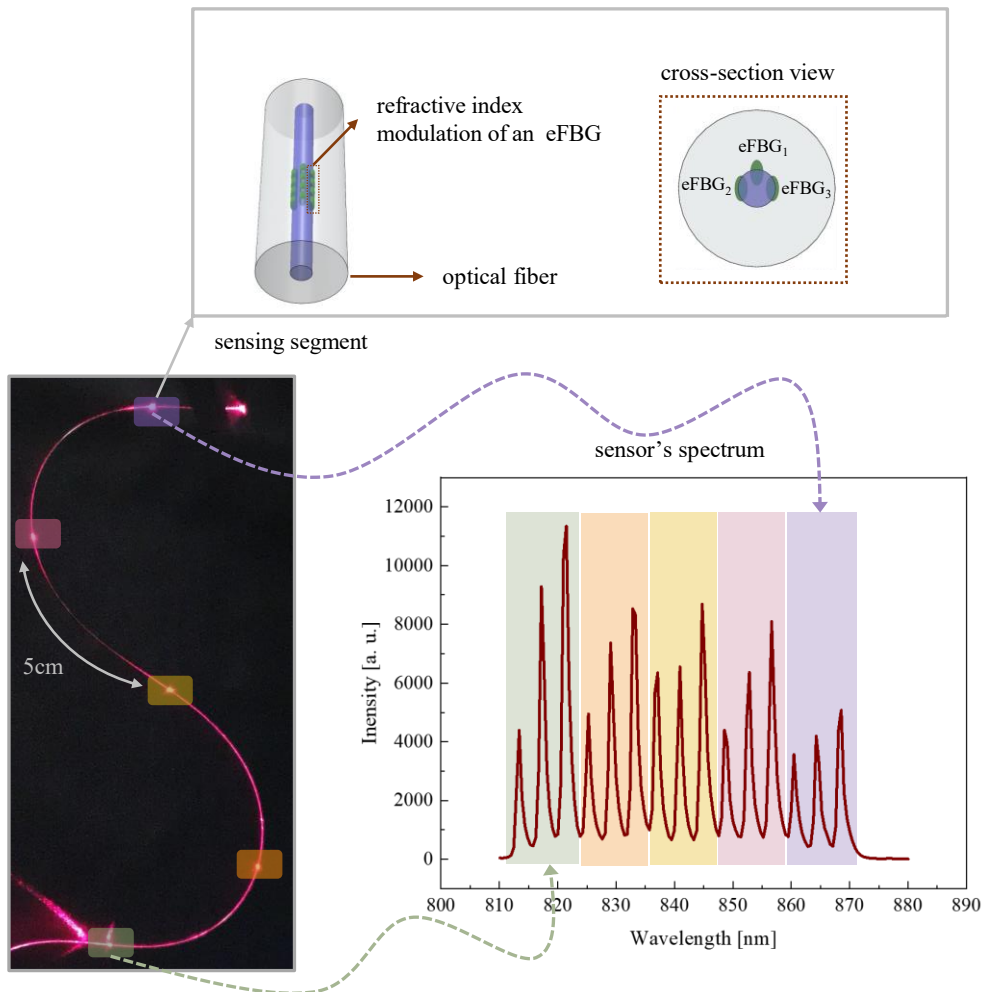 cross-section view
refractive index
modulation of an eFBG
eFBG1
eFBG2
eFBG3
optical fiber
sensing segment
sensor’s spectrum
5cm
12000
10000
8000
6000
4000
2000
0
Inensity [a. u.]
800 810 820 830 840 850 860 870 880 890
Wavelength [nm]